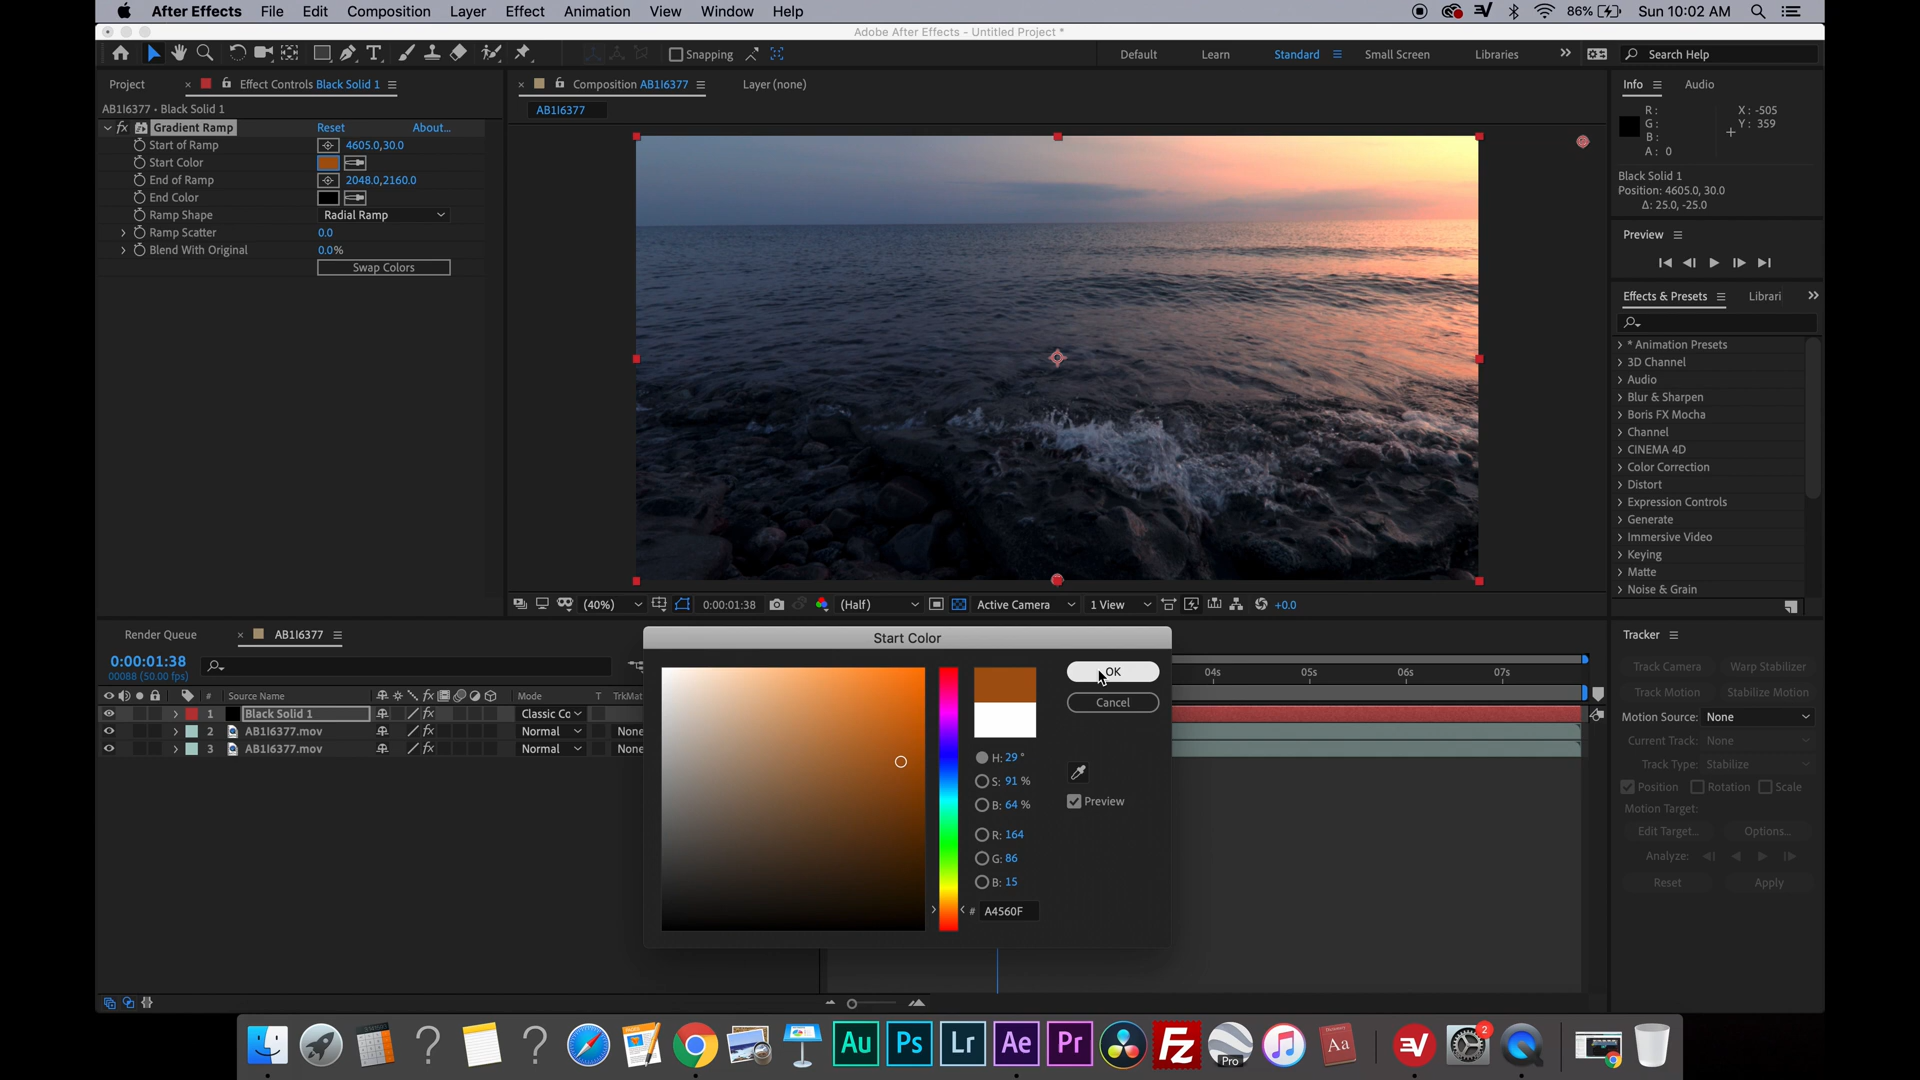 After Effects File Edit Composition Layer Effect Animation View Window Help 86% Sun 10:02 AM
Adobe After Effects - Untitled Project *
Snapping Default Learn Standard Small Screen Libraries Search Help
Project Effect Controls Black Solid 1 Composition AB1I6377 Layer (none) Info Audio
AB1I6377 • Black Solid 1 AB1I6377
Gradient Ramp Reset About...
Start of Ramp 4605.0,30.0
Start Color
End of Ramp 2048.0,2160.0
End Color
Ramp Shape Radial Ramp
Ramp Scatter 0.0
Blend With Original 0.0%
Swap Colors
R: X: -505
G: Y: 359
B:
A: 0
Black Solid 1
Position: 4605.0, 30.0
Δ: 25.0, -25.0
Preview
Effects & Presets Librari
* Animation Presets
3D Channel
Audio
Blur & Sharpen
Boris FX Mocha
Channel
CINEMA 4D
Color Correction
Distort
Expression Controls
Generate
Immersive Video
Keying
Matte
Noise & Grain
(40%) 0:00:01:38 (Half) Active Camera 1 View +0.0
Render Queue AB1I6377
0:00:01:38
00088 (50.00 fps)
# Source Name Mode T TrkMat
1 Black Solid 1 Classic Co
2 AB1I6377.mov Normal None
3 AB1I6377.mov Normal None
04s 05s 06s 07s
Start Color
OK
Cancel
H: 29 °
S: 91 %
B: 64 %
R: 164
G: 86
B: 15
# A4560F
Preview
Tracker
Track Camera Warp Stabilizer
Track Motion Stabilize Motion
Motion Source: None
Current Track: None
Track Type: Stabilize
Position Rotation Scale
Motion Target:
Edit Target... Options...
Analyze:
Reset Apply
? ? Au Ps Lr Ae Pr Fz Pro Aa 2